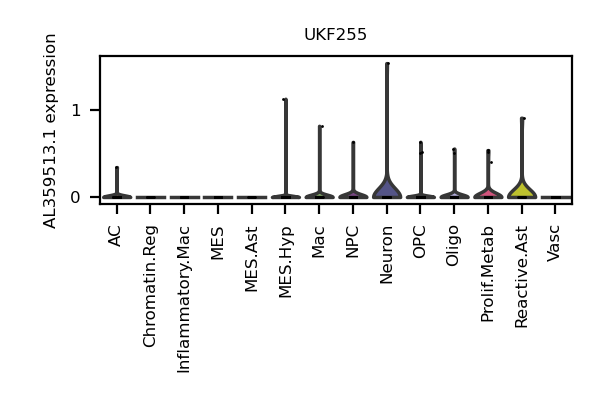 UKF255
AL359513.1 expression
1
0
AC
Chromatin.Reg
Inflammatory.Mac
MES
MES.Ast
MES.Hyp
Mac
NPC
Neuron
OPC
Oligo
Prolif.Metab
Reactive.Ast
Vasc